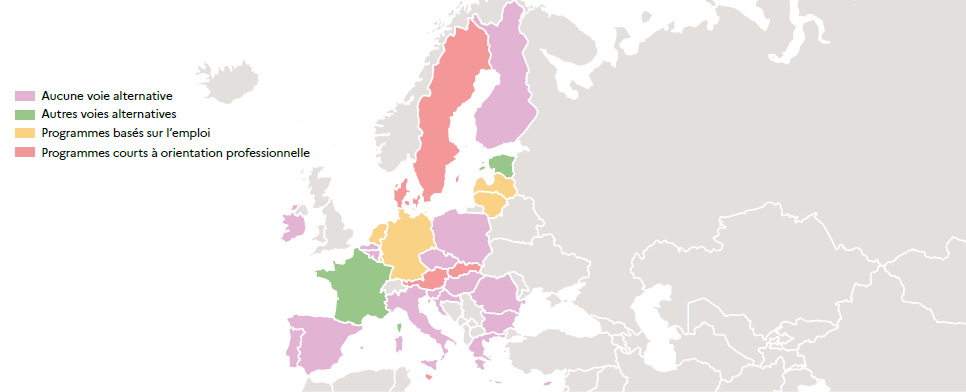 Aucune voie alternative
Autres voies alternatives
Programmes basés sur l’emploi
Programmes courts à orientation professionnelle